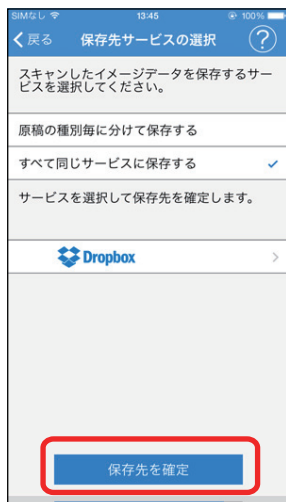 SIMなし 13:45 100%
戻る 保存先サービスの選択 ?
スキャンしたイメージデータを保存するサー
ビスを選択してください。
原稿の種別毎に分けて保存する
すべて同じサービスに保存する
サービスを選択して保存先を確定します。
Dropbox
保存先を確定